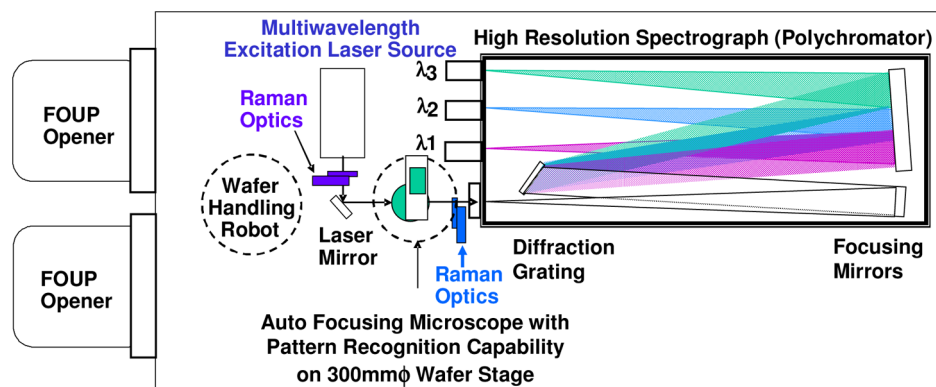 Multiwavelength
Excitation Laser Source
High Resolution Spectrograph (Polychromator)
λ3
λ2
λ1
FOUP
Opener
Raman
Optics
Wafer
Handling
Robot
Laser
Mirror
FOUP
Opener
Raman
Optics
Diffraction
Grating
Focusing
Mirrors
Auto Focusing Microscope with
Pattern Recognition Capability
on 300mmϕ Wafer Stage